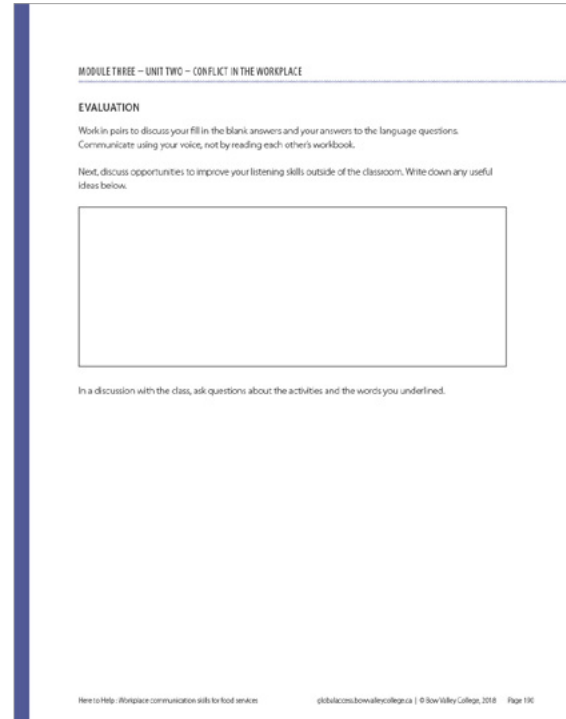 MODULE THREE – UNIT TWO – CONFLICT IN THE WORKPLACE
EVALUATION
Work in pairs to discuss your fill in the blank answers and your answers to the language questions.
Communicate using your voice, not by reading each other's workbook.
Next, discuss opportunities to improve your listening skills outside of the classroom. Write down any useful
ideas below.
In a discussion with the class, ask questions about the activities and the words you underlined.
Here to Help: Workplace communication skills for food services globalaccess.bowvalleycollege.ca | © Bow Valley College, 2018 Page 190